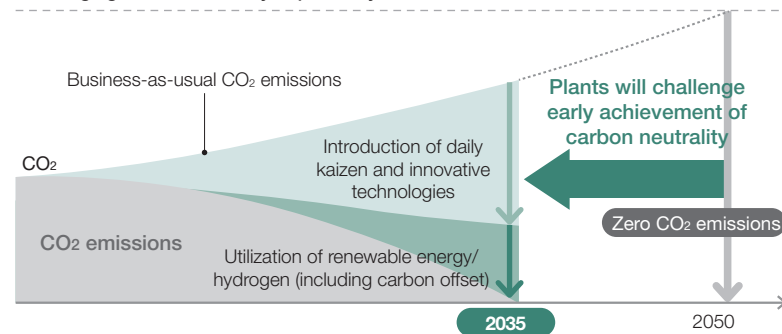 Business-as-usual CO₂ emissions
Plants will challenge
early achievement of
carbon neutrality
Introduction of daily
kaizen and innovative
technologies
CO₂
Zero CO₂ emissions
CO₂ emissions
Utilization of renewable energy/
hydrogen (including carbon offset)
2035
2050